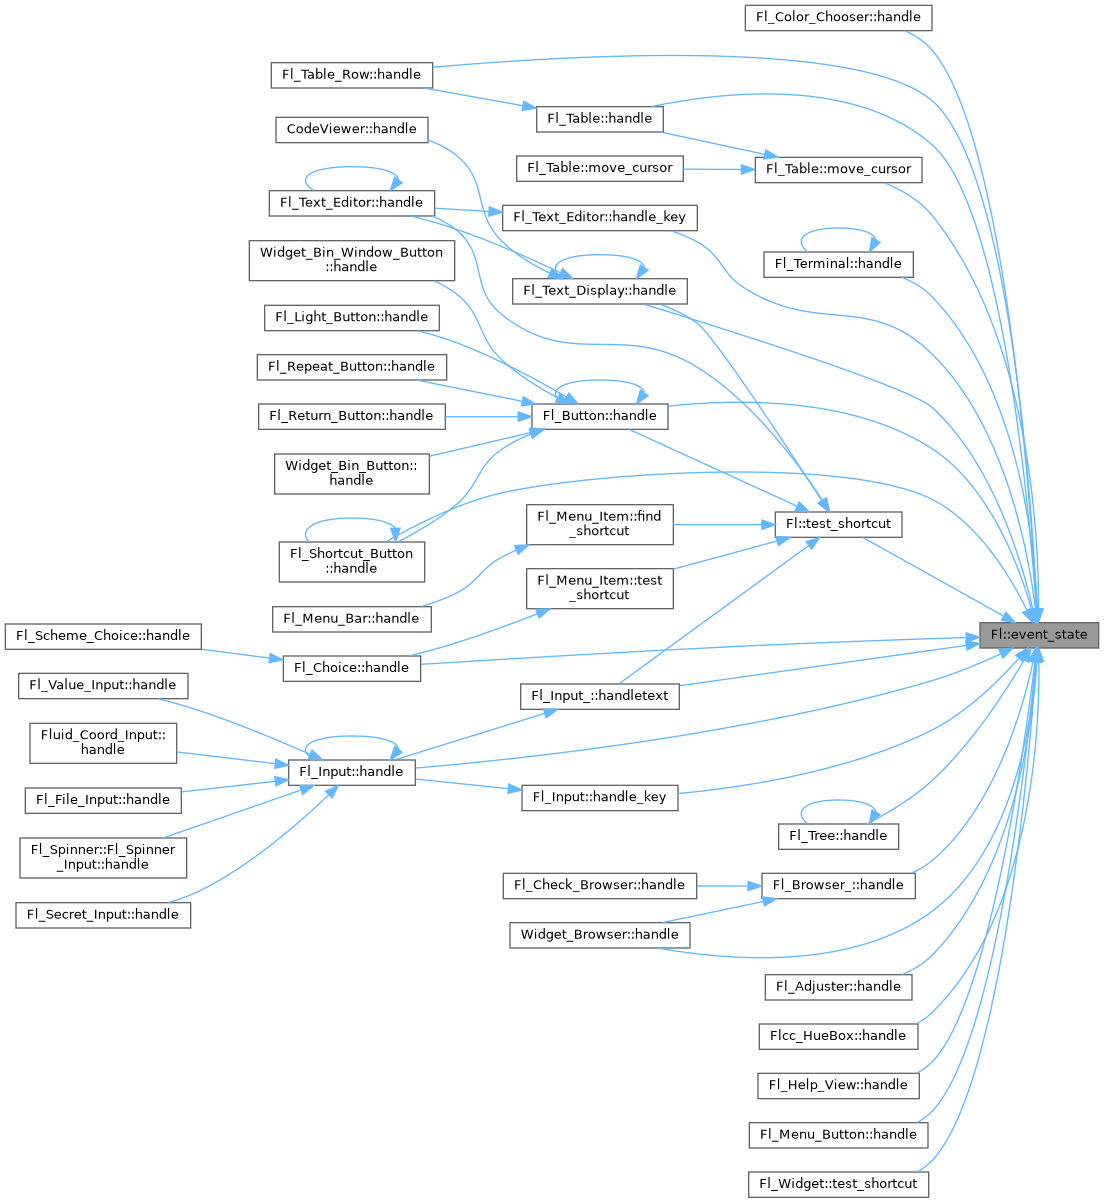 Fl_Color_Chooser::handle
Fl_Table_Row::handle
Fl_Table::handle
CodeViewer::handle
Fl_Table::move_cursor
Fl_Table::move_cursor
Fl_Text_Editor::handle
Fl_Text_Editor::handle_key
Widget_Bin_Window_Button
::handle
Fl_Terminal::handle
Fl_Text_Display::handle
Fl_Light_Button::handle
Fl_Repeat_Button::handle
Fl_Return_Button::handle
Fl_Button::handle
Widget_Bin_Button::
handle
Fl_Menu_Item::find
_shortcut
Fl::test_shortcut
Fl_Shortcut_Button
::handle
Fl_Menu_Item::test
_shortcut
Fl_Menu_Bar::handle
Fl_Scheme_Choice::handle
Fl::event_state
Fl_Choice::handle
Fl_Value_Input::handle
Fl_Input_::handletext
Fluid_Coord_Input::
handle
Fl_Input::handle
Fl_File_Input::handle
Fl_Input::handle_key
Fl_Tree::handle
Fl_Spinner::Fl_Spinner
_Input::handle
Fl_Check_Browser::handle
Fl_Browser_::handle
Fl_Secret_Input::handle
Widget_Browser::handle
Fl_Adjuster::handle
Flcc_HueBox::handle
Fl_Help_View::handle
Fl_Menu_Button::handle
Fl_Widget::test_shortcut